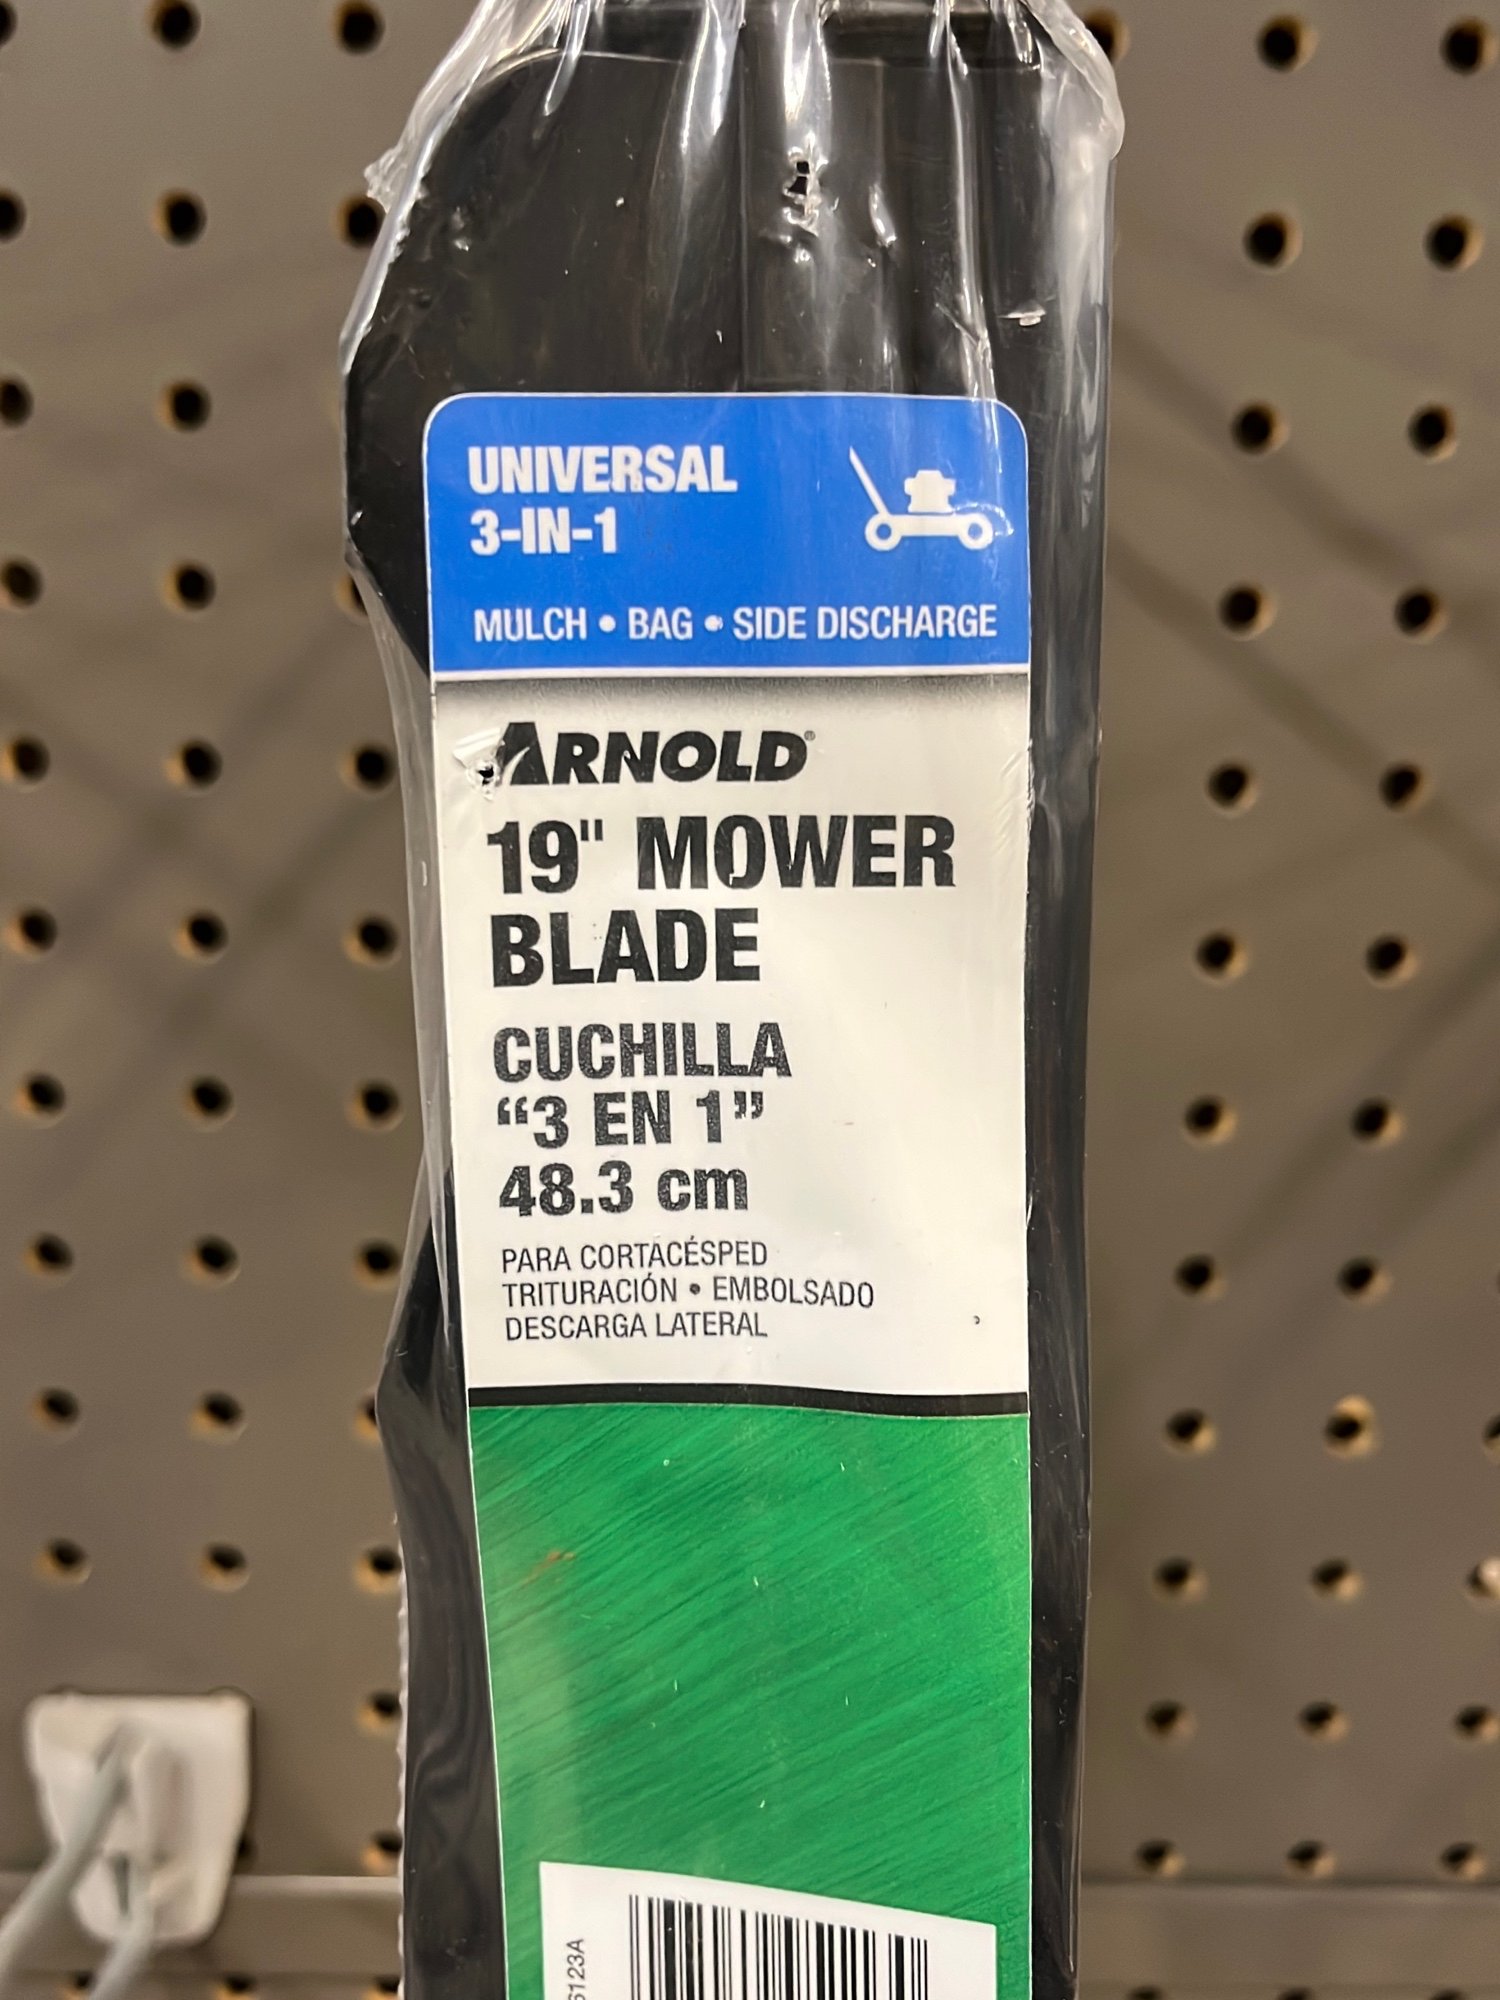 UNIVERSAL
3-IN-1
MULCH • BAG • SIDE DISCHARGE
ARNOLD®
19" MOWER
BLADE
CUCHILLA
“3 EN 1”
48.3 cm
PARA CORTACÉSPED
TRITURACIÓN • EMBOLSADO
DESCARGA LATERAL
6123A